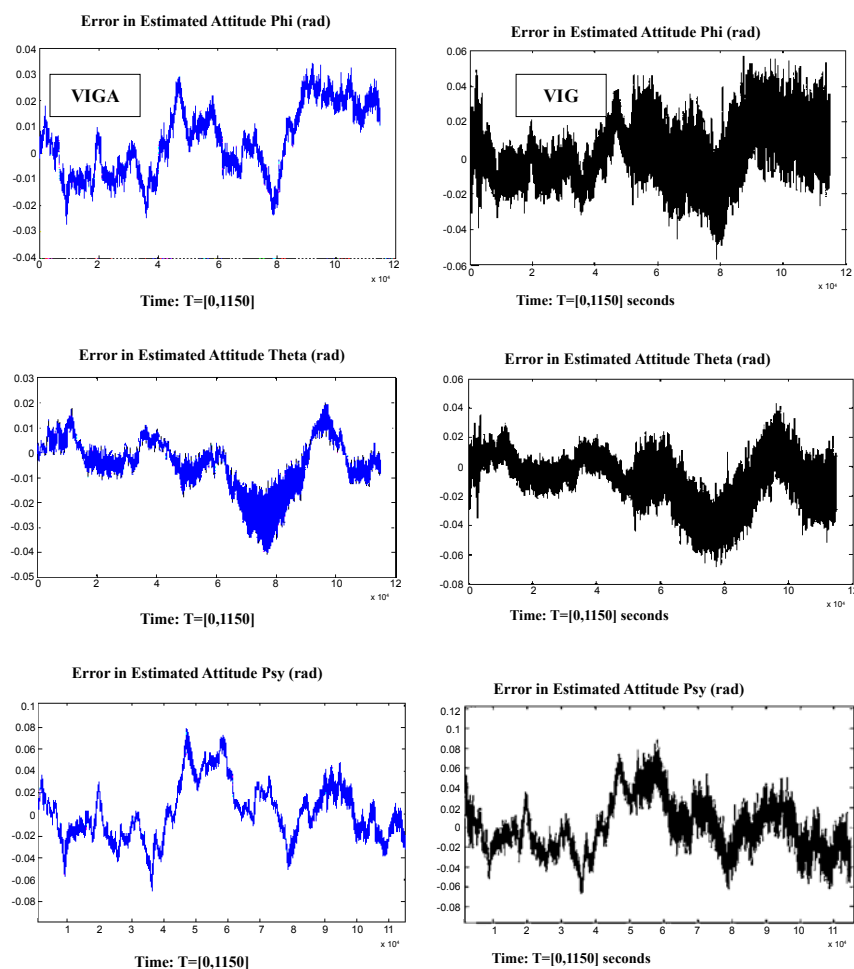 Error in Estimated Attitude Phi (rad)
0.04
0.03
0.02
0.01
0
-0.01
-0.02
-0.03
-0.04
VIGA
0 2 4 6 8 10 12
x 10⁴
Time: T=[0,1150]
Error in Estimated Attitude Phi (rad)
0.06
0.04
0.02
0
-0.02
-0.04
-0.06
VIG
0 2 4 6 8 10 12
x 10⁴
Time: T=[0,1150] seconds
Error in Estimated Attitude Theta (rad)
0.03
0.02
0.01
0
-0.01
-0.02
-0.03
-0.04
-0.05
0 2 4 6 8 10 12
x 10⁴
Time: T=[0,1150]
Error in Estimated Attitude Theta (rad)
0.06
0.04
0.02
0
-0.02
-0.04
-0.06
-0.08
0 2 4 6 8 10 12
x 10⁴
Time: T=[0,1150] seconds
Error in Estimated Attitude Psy (rad)
0.1
0.08
0.06
0.04
0.02
0
-0.02
-0.04
-0.06
-0.08
1 2 3 4 5 6 7 8 9 10 11
x 10⁴
Time: T=[0,1150]
Error in Estimated Attitude Psy (rad)
0.12
0.1
0.08
0.06
0.04
0.02
0
-0.02
-0.04
-0.06
-0.08
1 2 3 4 5 6 7 8 9 10 11
x 10⁴
Time: T=[0,1150] seconds